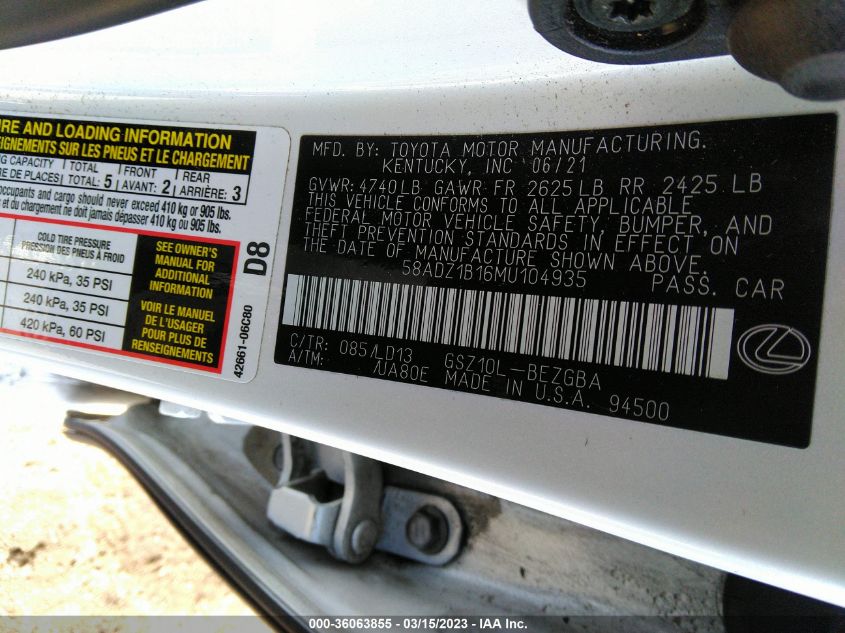 IRE AND LOADING INFORMATION
EIGNEMENTS SUR LES PNEUS ET LE CHARGEMENT
NG CAPACITY TOTAL FRONT REAR
RE DE PLACES: TOTAL: 5 AVANT: 2 ARRIÈRE: 3
occupants and cargo should never exceed 410 kg or 905 lbs.
et du chargement ne doit jamais dépasser 410 kg ou 905 lbs.
COLD TIRE PRESSURE
PRESSION DES PNEUS À FROID
240 kPa, 35 PSI
240 kPa, 35 PSI
420 kPa, 60 PSI
SEE OWNER'S
MANUAL FOR
ADDITIONAL
INFORMATION
VOIR LE MANUEL
DE L'USAGER
POUR PLUS DE
RENSEIGNEMENTS
D8
42661-06C80
MFD. BY: TOYOTA MOTOR MANUFACTURING.
KENTUCKY, INC 06/21
GVWR: 4740LB GAWR FR 2625 LB RR 2425 LB
THIS VEHICLE CONFORMS TO ALL APPLICABLE
FEDERAL MOTOR VEHICLE SAFETY, BUMPER, AND
THEFT PREVENTION STANDARDS IN EFFECT ON
THE DATE OF MANUFACTURE SHOWN ABOVE.
58ADZ1B16MU104935 PASS. CAR
C/TR: 085/LD13 GSZ10L-BEZGBA
A/TM: /UA80E MADE IN U.S.A. 94500
000-36063855 - 03/15/2023 - IAA Inc.